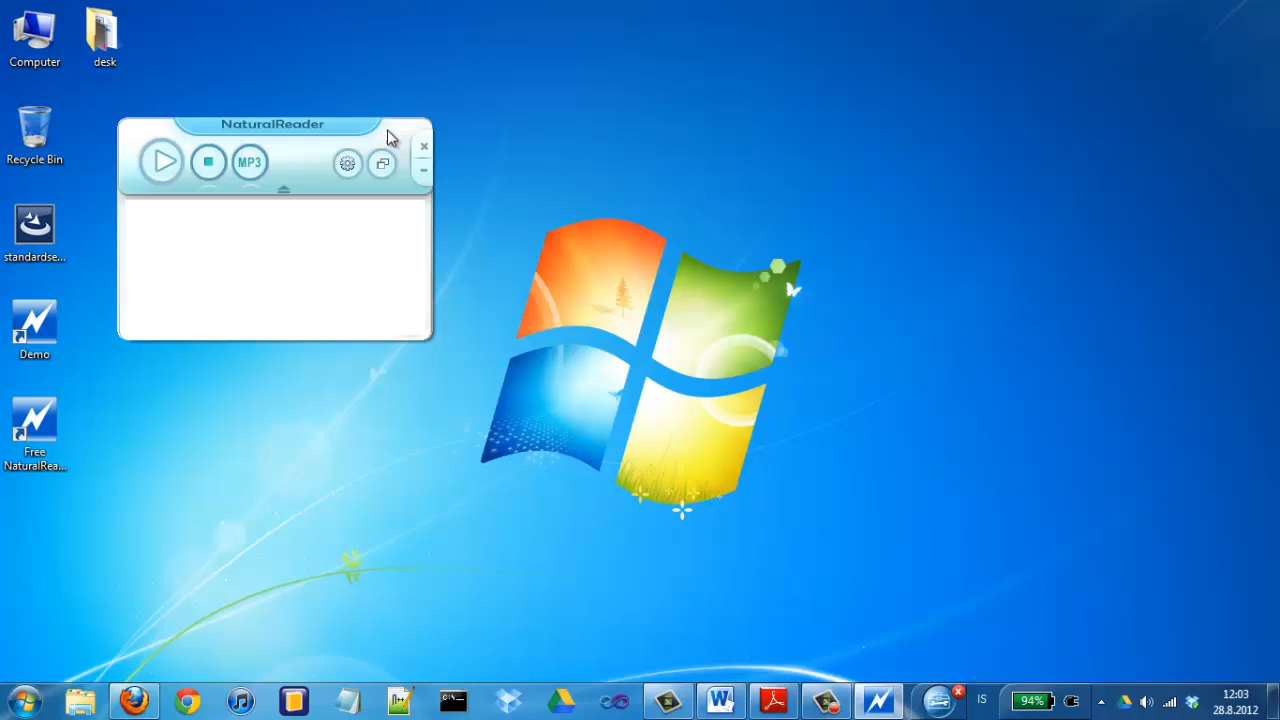 Computer
desk
Recycle Bin
standardse...
Demo
Free
NaturalRea...
NaturalReader
MP3
C:\_
W
IS
94%
12:03
28.8.2012